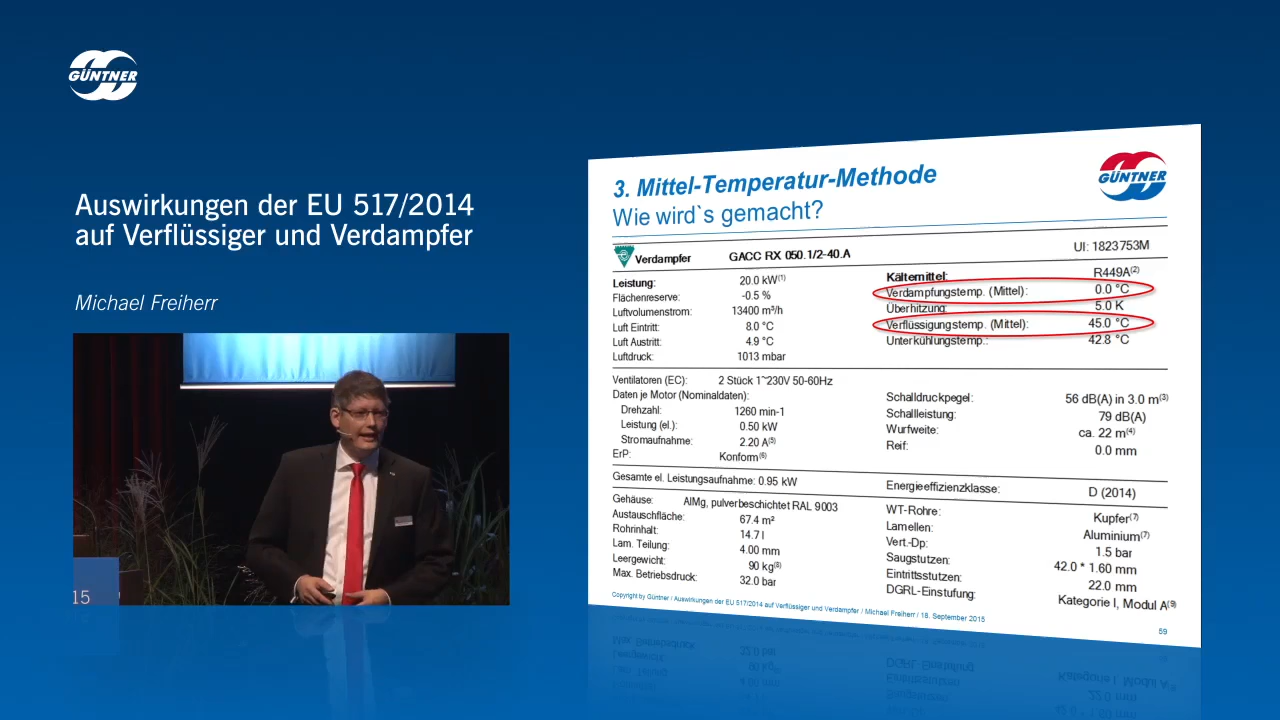 GÜNTNER
Auswirkungen der EU 517/2014
auf Verflüssiger und Verdampfer
Michael Freiherr
15
GÜNTNER
3. Mittel-Temperatur-Methode
Wie wird`s gemacht?
Verdampfer GACC RX 050.1/2-40.A UI: 1823753M
Leistung: 20.0 kW(1) Kältemittel: R449A(2)
Flächenreserve: -0.5 % Verdampfungstemp. (Mittel): 0.0 °C
Luftvolumenstrom: 13400 m³/h Überhitzung: 5.0 K
Luft Eintritt: 8.0 °C Verflüssigungstemp. (Mittel): 45.0 °C
Luft Austritt: 4.9 °C Unterkühlungstemp.: 42.8 °C
Luftdruck: 1013 mbar
Ventilatoren (EC): 2 Stück 1~230V 50-60Hz
Daten je Motor (Nominaldaten): Schalldruckpegel: 56 dB(A) in 3.0 m(3)
Drehzahl: 1260 min-1 Schallleistung: 79 dB(A)
Leistung (el.): 0.50 kW Wurfweite: ca. 22 m(4)
Stromaufnahme: 2.20 A(5) Reif: 0.0 mm
ErP: Konform(6)
Gesamte el. Leistungsaufnahme: 0.95 kW Energieeffizienzklasse: D (2014)
Gehäuse: AlMg, pulverbeschichtet RAL 9003 WT-Rohre: Kupfer(7)
Austauschfläche: 67.4 m² Lamellen: Aluminium(7)
Rohrinhalt: 14.7 l Vert.-Dp: 1.5 bar
Lam. Teilung: 4.00 mm Saugstutzen: 42.0 * 1.60 mm
Leergewicht: 90 kg(8) Eintrittsstutzen: 22.0 mm
Max. Betriebsdruck: 32.0 bar DGRL-Einstufung: Kategorie I, Modul A(9)
Copyright by Güntner / Auswirkungen der EU 517/2014 auf Verflüssiger und Verdampfer / Michael Freiherr / 18. September 2015
59